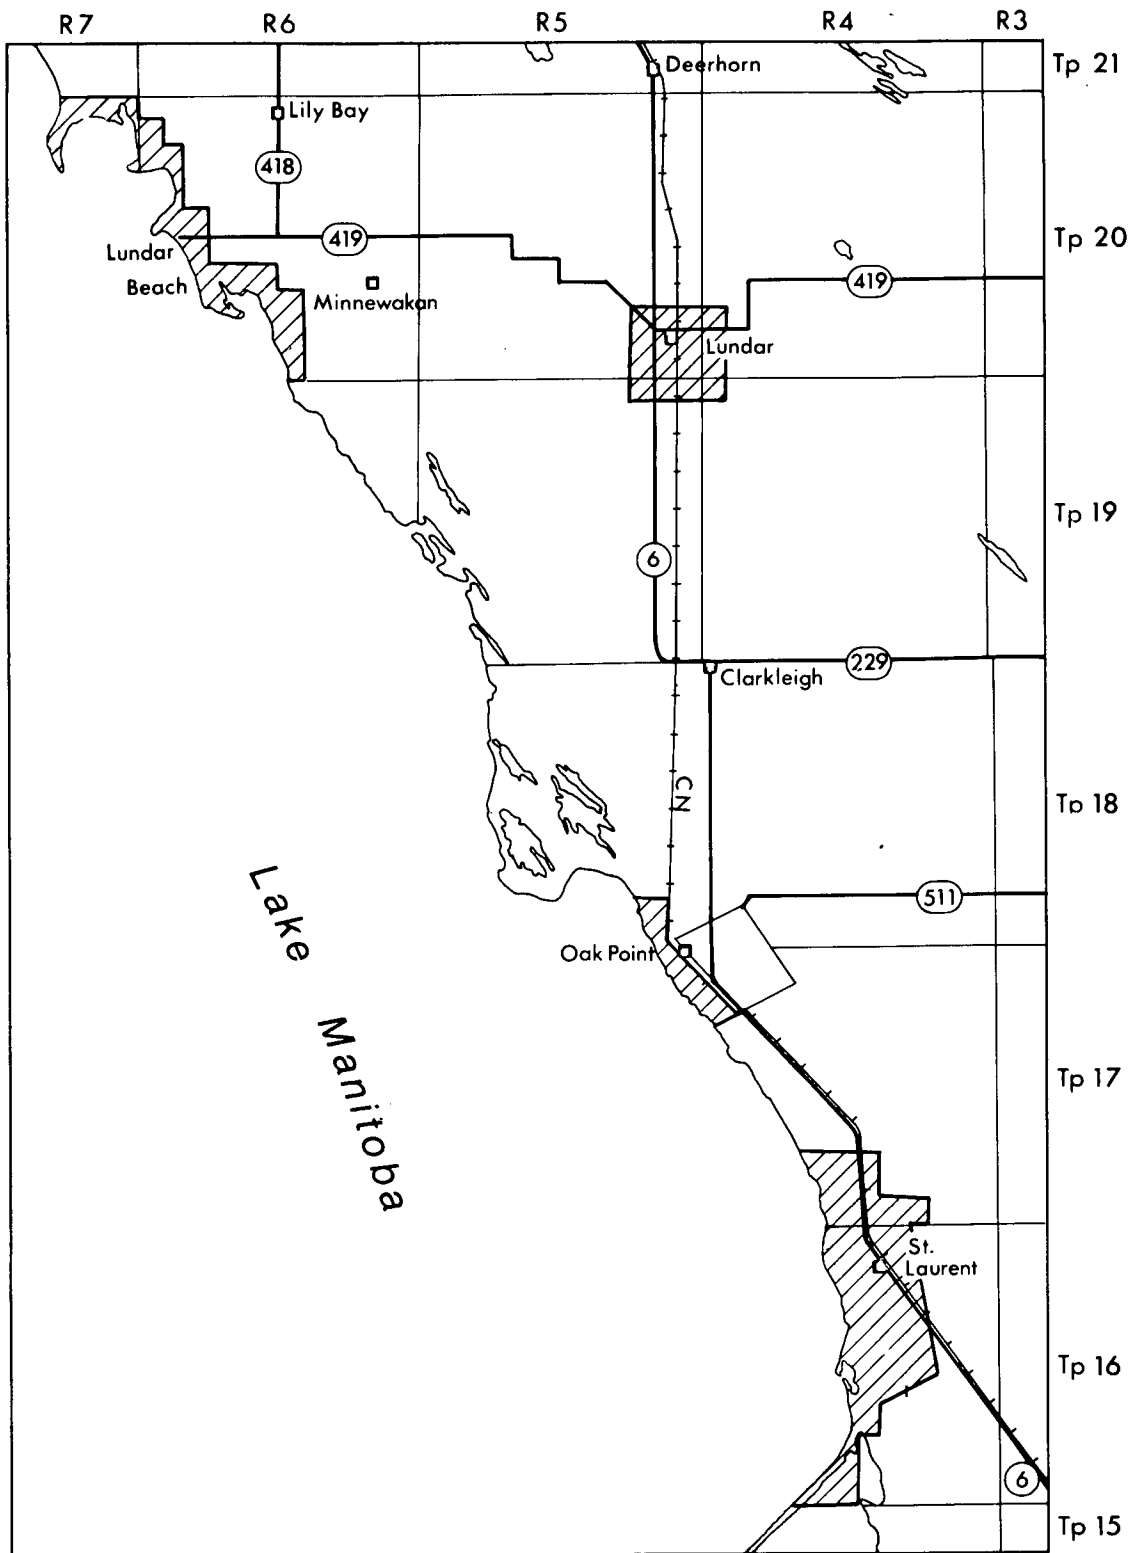 R7 R6 R5 R4 R3
Deerhorn
Tp 21
Lily Bay
418
419
Lundar
Beach
Minnewakan
Tp 20
419
Lundar
Tp 19
6
229
Clarkleigh
CN
Tp 18
Lake
Manitoba
511
Oak Point
Tp 17
St.
Laurent
Tp 16
6
Tp 15